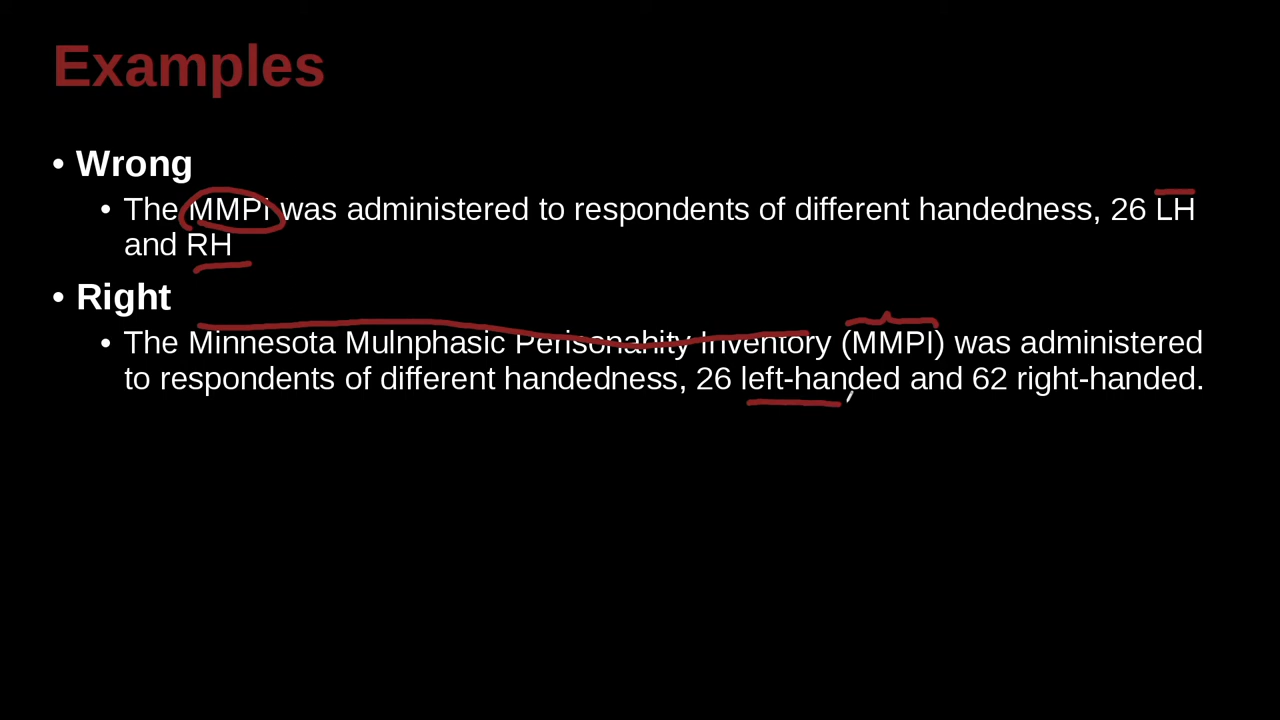 Examples
• Wrong
• The MMPI was administered to respondents of different handedness, 26 LH
and RH
• Right
• The Minnesota Mulnphasic Perisonahity Inventory (MMPI) was administered
to respondents of different handedness, 26 left-handed and 62 right-handed.